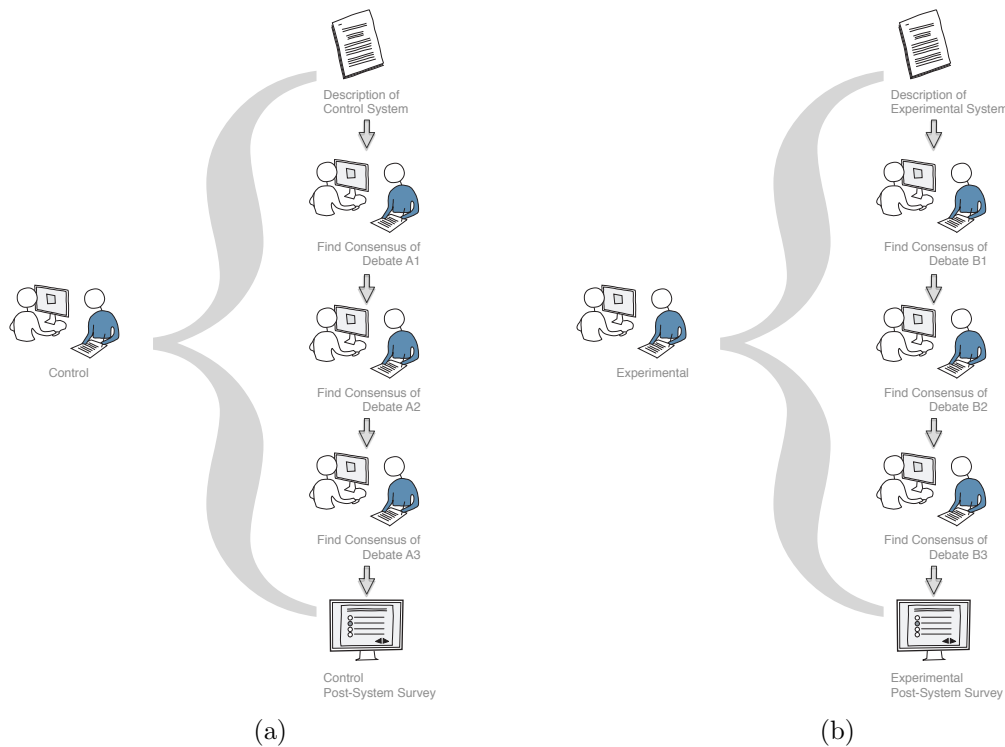 Description of
Control System
Find Consensus of
Debate A1
Find Consensus of
Debate A2
Find Consensus of
Debate A3
Control
Post-System Survey
Control
(a)
Description of
Experimental System
Find Consensus of
Debate B1
Find Consensus of
Debate B2
Find Consensus of
Debate B3
Experimental
Post-System Survey
Experimental
(b)